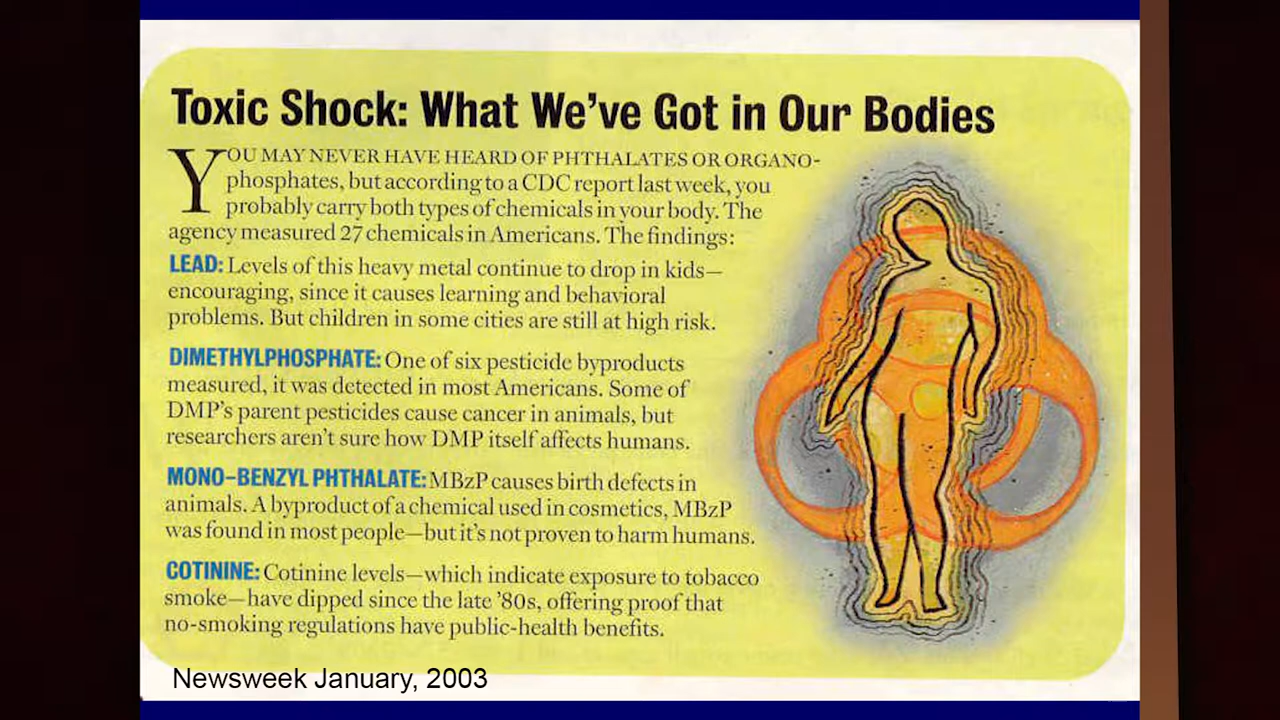 Toxic Shock: What We've Got in Our Bodies
YOU MAY NEVER HAVE HEARD OF PHTHALATES OR ORGANO-
phosphates, but according to a CDC report last week, you
probably carry both types of chemicals in your body. The
agency measured 27 chemicals in Americans. The findings:
LEAD: Levels of this heavy metal continue to drop in kids—
encouraging, since it causes learning and behavioral
problems. But children in some cities are still at high risk.
DIMETHYLPHOSPHATE: One of six pesticide byproducts
measured, it was detected in most Americans. Some of
DMP's parent pesticides cause cancer in animals, but
researchers aren't sure how DMP itself affects humans.
MONO-BENZYL PHTHALATE: MBzP causes birth defects in
animals. A byproduct of a chemical used in cosmetics, MBzP
was found in most people—but it's not proven to harm humans.
COTININE: Cotinine levels—which indicate exposure to tobacco
smoke—have dipped since the late '80s, offering proof that
no-smoking regulations have public-health benefits.
Newsweek January, 2003